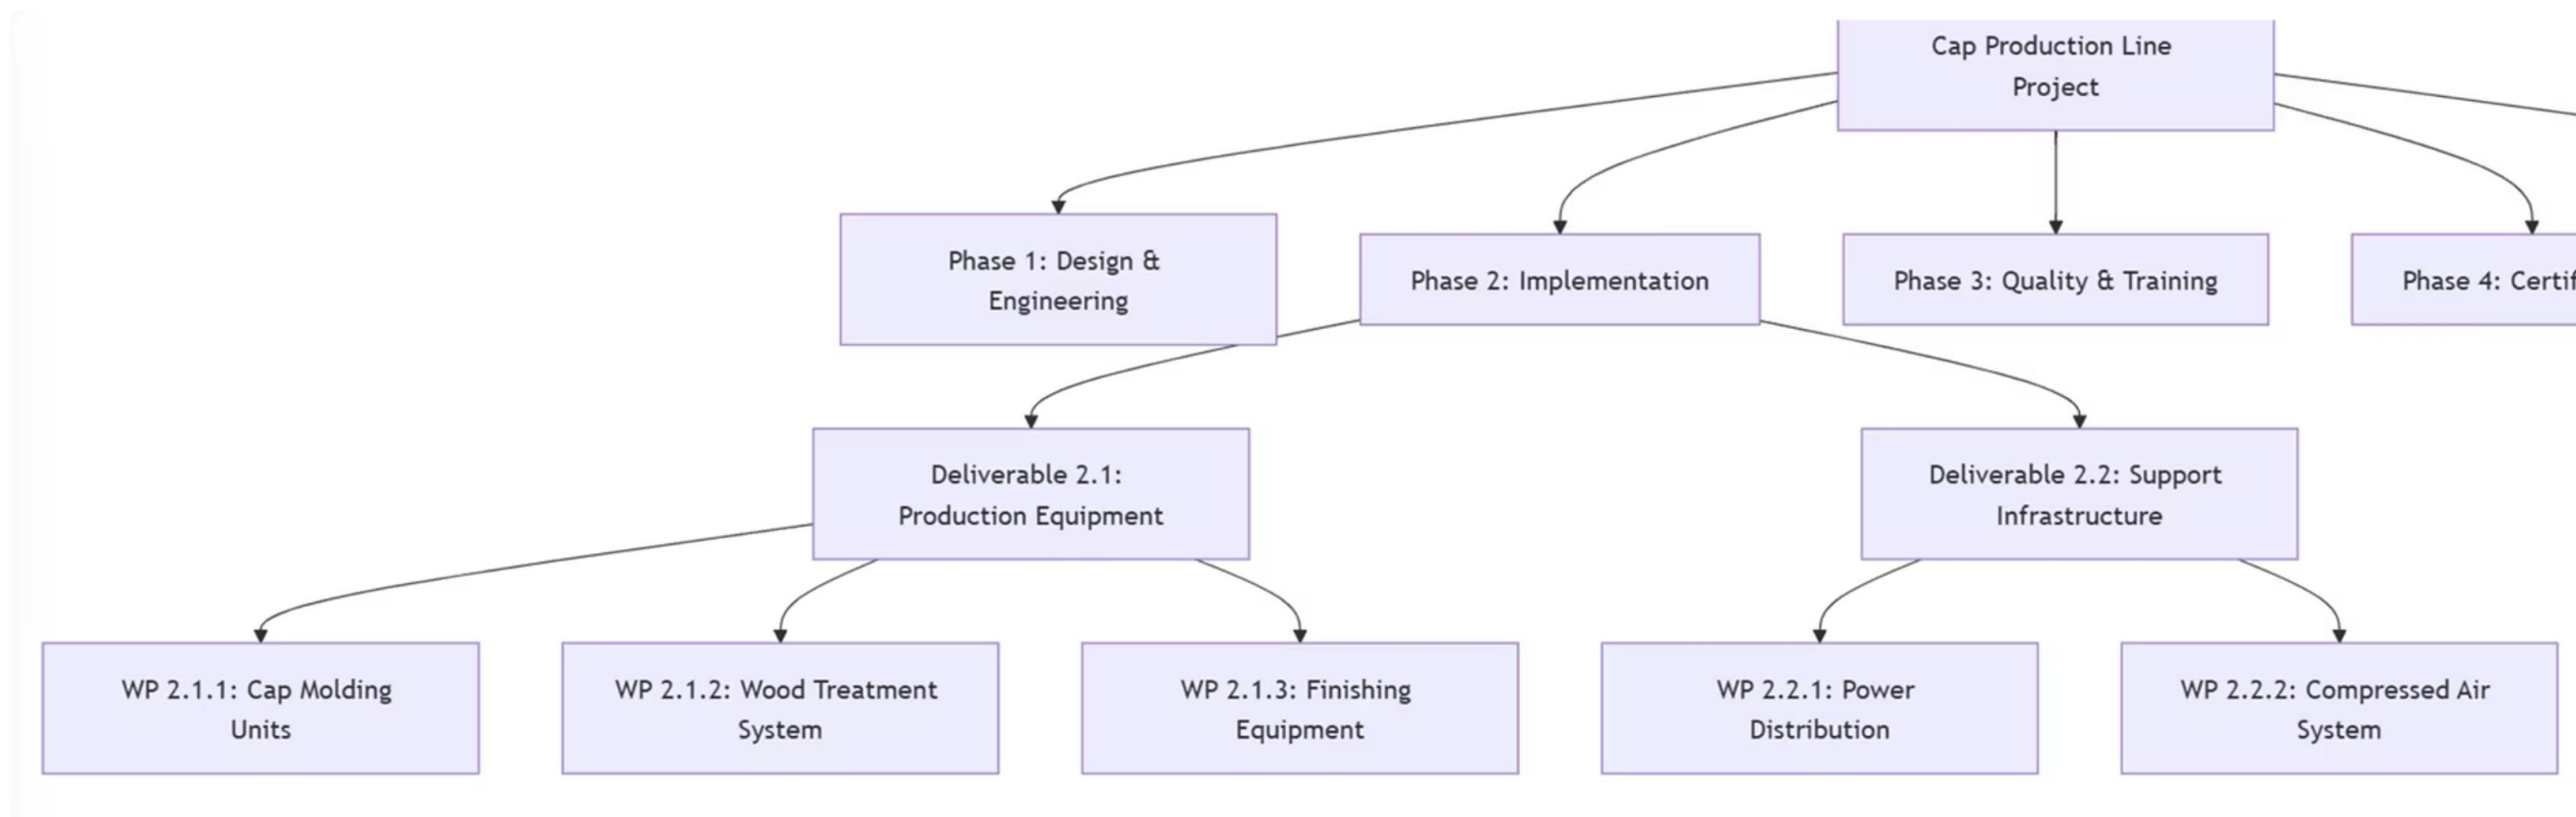 Cap Production Line
Project
Phase 1: Design &
Engineering
Phase 2: Implementation
Phase 3: Quality & Training
Phase 4:
Deliverable 2.1:
Production Equipment
Deliverable 2.2: Support
Infrastructure
WP 2.1.1: Cap Molding
Units
WP 2.1.2: Wood Treatment
System
WP 2.1.3: Finishing
Equipment
WP 2.2.1: Power
Distribution
WP 2.2.2: Compressed Air
System